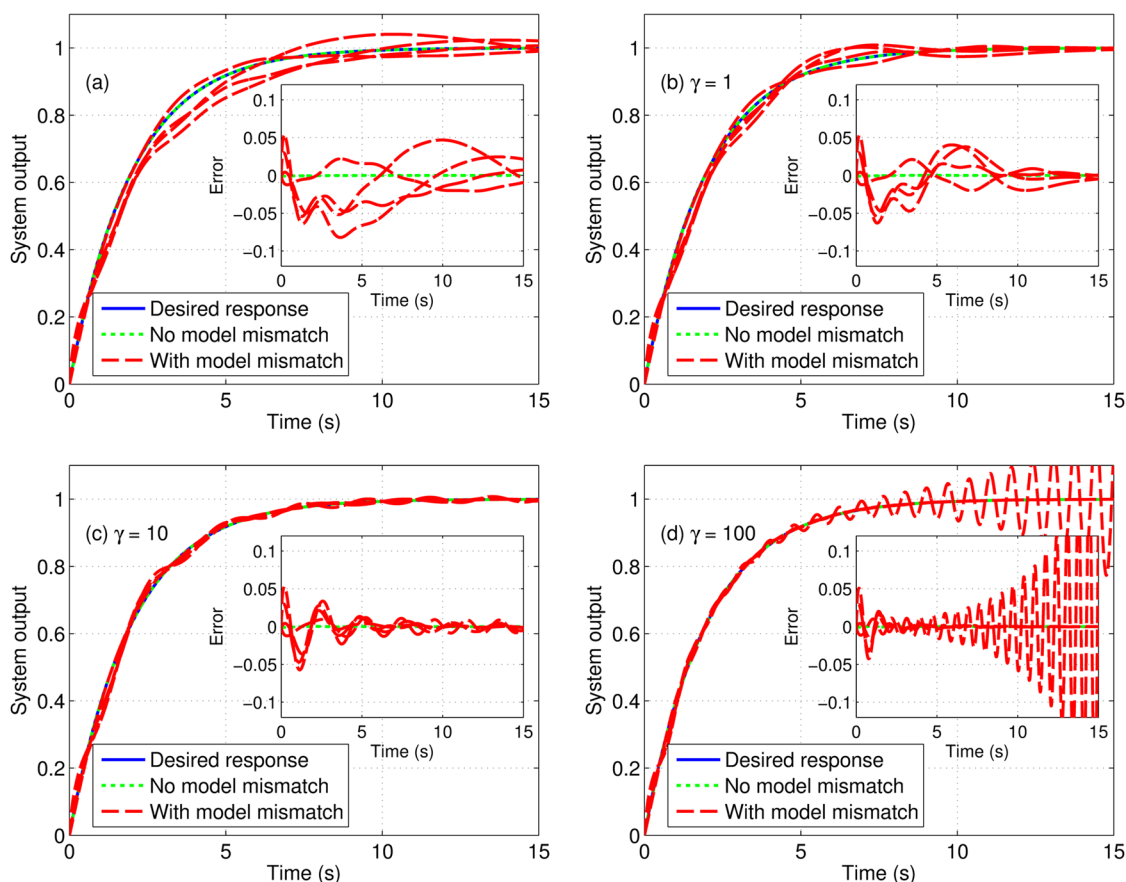 (a)
System output
1
0.8
0.6
0.4
0.2
0
0
5
10
15
Time (s)
Error
0.1
0.05
0
−0.05
−0.1
0
5
10
15
Time (s)
Desired response
No model mismatch
With model mismatch
(b) γ = 1
System output
1
0.8
0.6
0.4
0.2
0
0
5
10
15
Time (s)
Error
0.1
0.05
0
−0.05
−0.1
0
5
10
15
Time (s)
Desired response
No model mismatch
With model mismatch
(c) γ = 10
System output
1
0.8
0.6
0.4
0.2
0
0
5
10
15
Time (s)
Error
0.1
0.05
0
−0.05
−0.1
0
5
10
15
Time (s)
Desired response
No model mismatch
With model mismatch
(d) γ = 100
System output
1
0.8
0.6
0.4
0.2
0
0
5
10
15
Time (s)
Error
0.1
0.05
0
−0.05
−0.1
0
5
10
15
Time (s)
Desired response
No model mismatch
With model mismatch